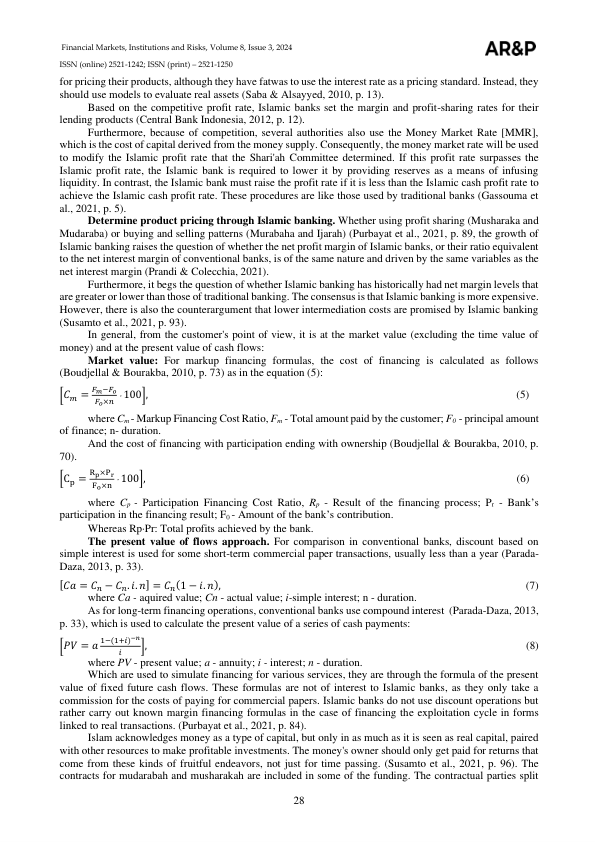 Financial Markets, Institutions and Risks, Volume 8, Issue 3, 2024
AR&P
ISSN (online) 2521-1242; ISSN (print) – 2521-1250
for pricing their products, although they have fatwas to use the interest rate as a pricing standard. Instead, they
should use models to evaluate real assets (Saba & Alsayyed, 2010, p. 13).
Based on the competitive profit rate, Islamic banks set the margin and profit-sharing rates for their
lending products (Central Bank Indonesia, 2012, p. 12).
Furthermore, because of competition, several authorities also use the Money Market Rate [MMR],
which is the cost of capital derived from the money supply. Consequently, the money market rate will be used
to modify the Islamic profit rate that the Shari'ah Committee determined. If this profit rate surpasses the
Islamic profit rate, the Islamic bank is required to lower it by providing reserves as a means of infusing
liquidity. In contrast, the Islamic bank must raise the profit rate if it is less than the Islamic cash profit rate to
achieve the Islamic cash profit rate. These procedures are like those used by traditional banks (Gassouma et
al., 2021, p. 5).
Determine product pricing through Islamic banking. Whether using profit sharing (Musharaka and
Mudaraba) or buying and selling patterns (Murabaha and Ijarah) (Purbayat et al., 2021, p. 89, the growth of
Islamic banking raises the question of whether the net profit margin of Islamic banks, or their ratio equivalent
to the net interest margin of conventional banks, is of the same nature and driven by the same variables as the
net interest margin (Prandi & Colecchia, 2021).
Furthermore, it begs the question of whether Islamic banking has historically had net margin levels that
are greater or lower than those of traditional banking. The consensus is that Islamic banking is more expensive.
However, there is also the counterargument that lower intermediation costs are promised by Islamic banking
(Susamto et al., 2021, p. 93).
In general, from the customer's point of view, it is at the market value (excluding the time value of
money) and at the present value of cash flows:
Market value: For markup financing formulas, the cost of financing is calculated as follows
(Boudjellal & Bourakba, 2010, p. 73) as in the equation (5):
[C_m = (F_m−F_o)/(F_o×n) · 100], (5)
where C_m - Markup Financing Cost Ratio, F_m - Total amount paid by the customer; F_0 - principal amount
of finance; n- duration.
And the cost of financing with participation ending with ownership (Boudjellal & Bourakba, 2010, p.
70).
[C_p = (R_p×P_r)/(F_o×n) · 100], (6)
where C_p - Participation Financing Cost Ratio, R_p - Result of the financing process; P_r - Bank’s
participation in the financing result; F_0 - Amount of the bank’s contribution.
Whereas Rp·Pr: Total profits achieved by the bank.
The present value of flows approach. For comparison in conventional banks, discount based on
simple interest is used for some short-term commercial paper transactions, usually less than a year (Parada-
Daza, 2013, p. 33).
[Ca = C_n − C_n. i. n] = C_n(1 − i. n), (7)
where Ca - aquired value; Cn - actual value; i-simple interest; n - duration.
As for long-term financing operations, conventional banks use compound interest (Parada-Daza, 2013,
p. 33), which is used to calculate the present value of a series of cash payments:
[PV = a (1−(1+i)^−n)/i], (8)
where PV - present value; a - annuity; i - interest; n - duration.
Which are used to simulate financing for various services, they are through the formula of the present
value of fixed future cash flows. These formulas are not of interest to Islamic banks, as they only take a
commission for the costs of paying for commercial papers. Islamic banks do not use discount operations but
rather carry out known margin financing formulas in the case of financing the exploitation cycle in forms
linked to real transactions. (Purbayat et al., 2021, p. 84).
Islam acknowledges money as a type of capital, but only in as much as it is seen as real capital, paired
with other resources to make profitable investments. The money's owner should only get paid for returns that
come from these kinds of fruitful endeavors, not just for time passing. (Susamto et al., 2021, p. 96). The
contracts for mudarabah and musharakah are included in some of the funding. The contractual parties split
28